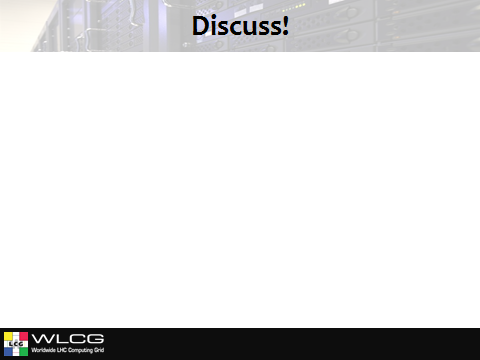 Discuss!
LCG
WLCG
Worldwide LHC Computing Grid